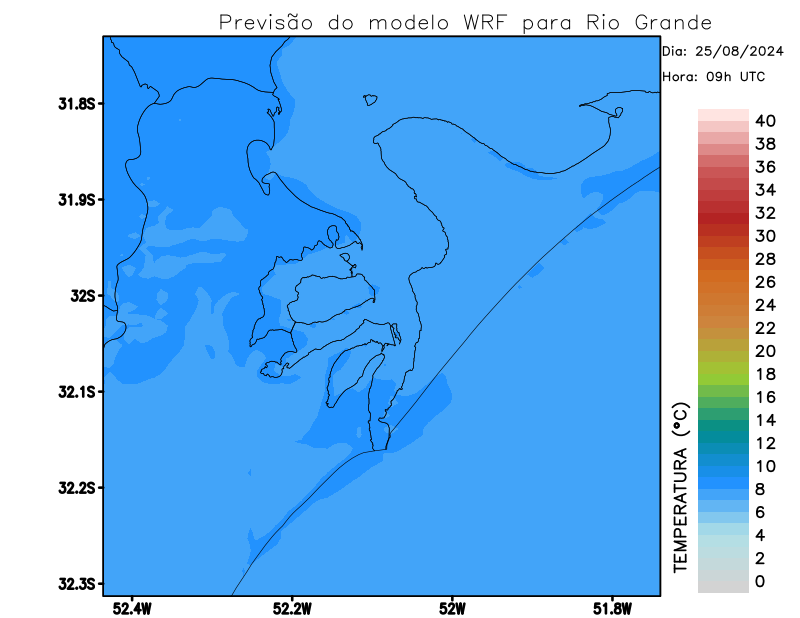 Previsão do modelo WRF para Rio Grande
Dia: 25/08/2024
Hora: 09h UTC
31.8S
31.9S
32S
32.1S
32.2S
32.3S
52.4W
52.2W
52W
51.8W
TEMPERATURA (°C)
40
38
36
34
32
30
28
26
24
22
20
18
16
14
12
10
8
6
4
2
0